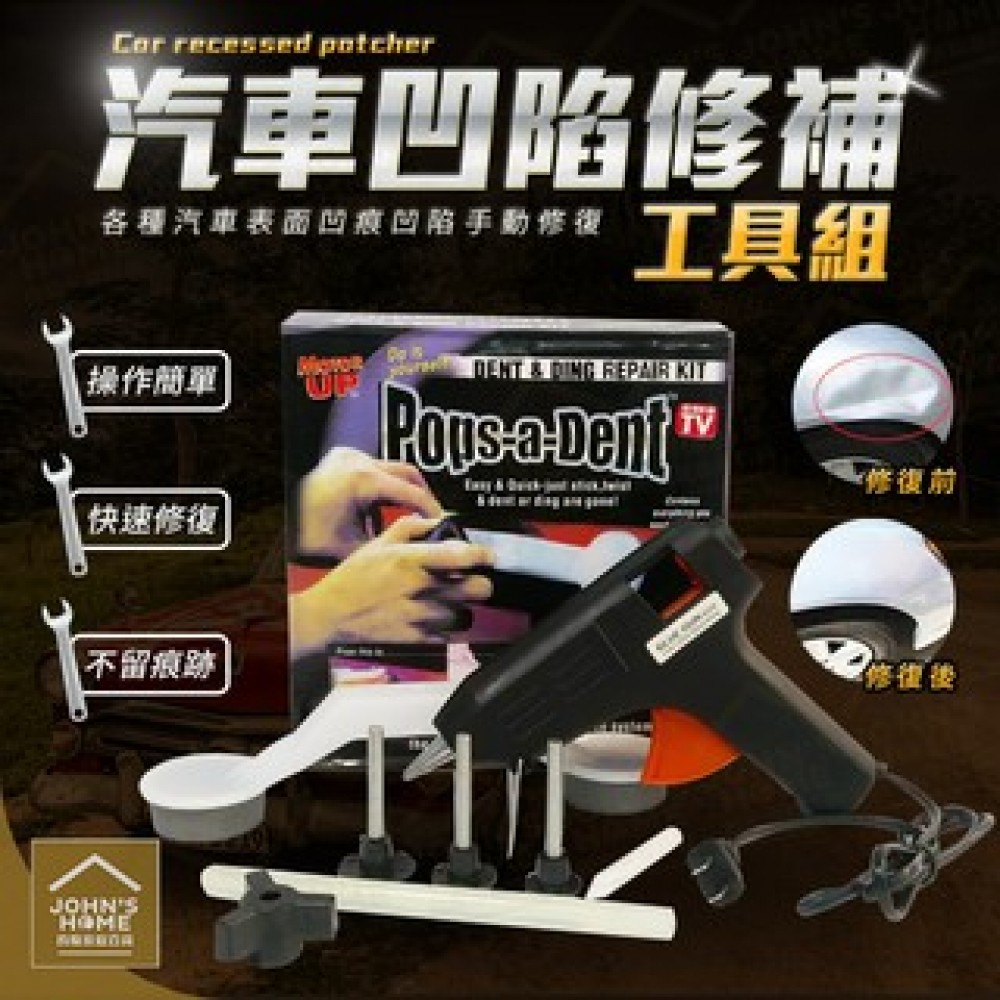 Car recessed patcher
汽車凹陷修補
各種汽車表面凹痕凹陷手動修復
工具組
操作簡單
快速修復
不留痕跡
Moves
UP
Do it
yourself
DENT & DING REPAIR KIT
Pops-a-Dent
TV
Easy & Quick-just stick, twist
& dent or ding are gone!
修復前
修復後
JOHN'S
HOME